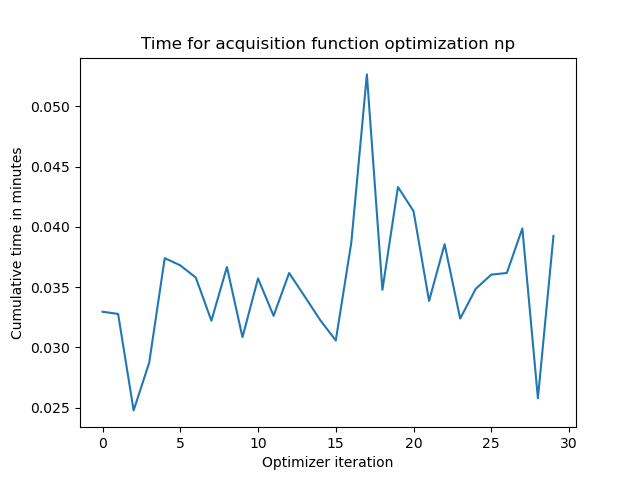 Time for acquisition function optimization np
0.050
0.045
0.040
0.035
0.030
0.025
Cumulative time in minutes
0 5 10 15 20 25 30
Optimizer iteration